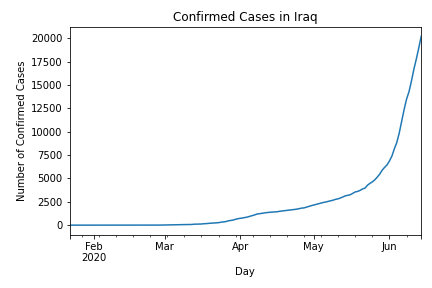 Confirmed Cases in Iraq
20000
17500
15000
12500
10000
7500
5000
2500
0
Number of Confirmed Cases
Feb
2020
Mar
Apr
May
Jun
Day